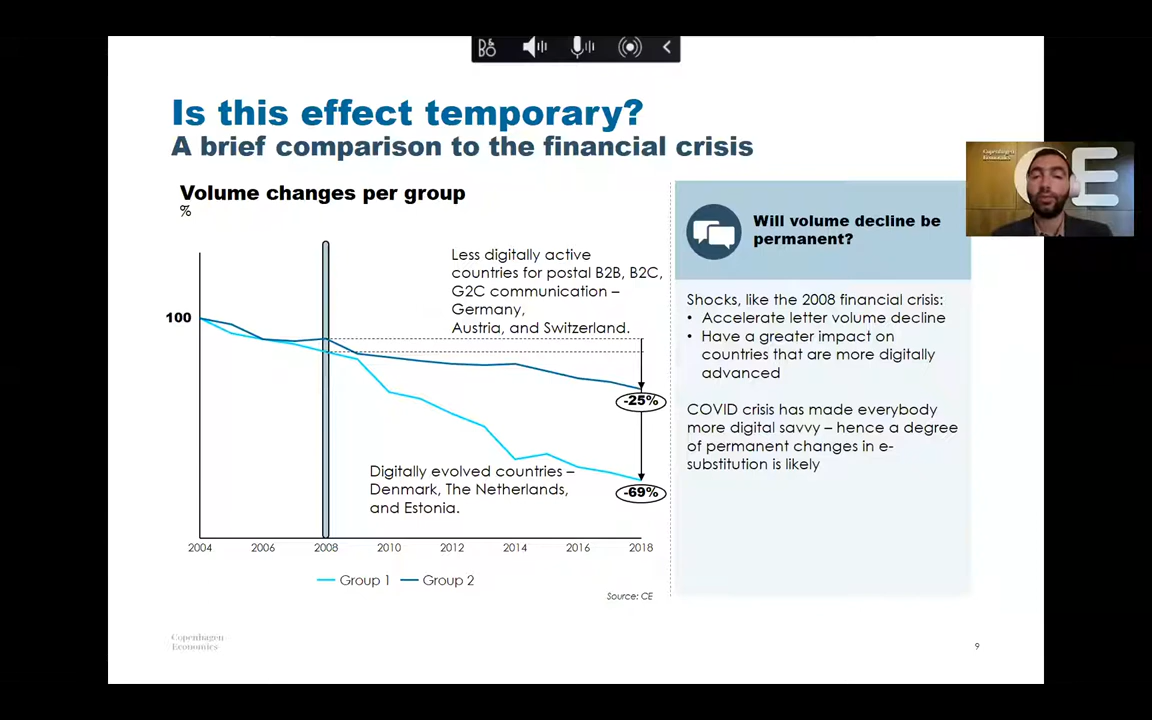 B&O
Is this effect temporary?
A brief comparison to the financial crisis
Volume changes per group
%
100
Less digitally active
countries for postal B2B, B2C,
G2C communication –
Germany,
Austria, and Switzerland.
-25%
Digitally evolved countries –
Denmark, The Netherlands,
and Estonia.
-69%
2004 2006 2008 2010 2012 2014 2016 2018
Group 1 Group 2
Source: CE
Will volume decline be
permanent?
Shocks, like the 2008 financial crisis:
• Accelerate letter volume decline
• Have a greater impact on
countries that are more digitally
advanced
COVID crisis has made everybody
more digital savvy – hence a degree
of permanent changes in e-
substitution is likely
Copenhagen
Economics
CE
Copenhagen
Economics
9